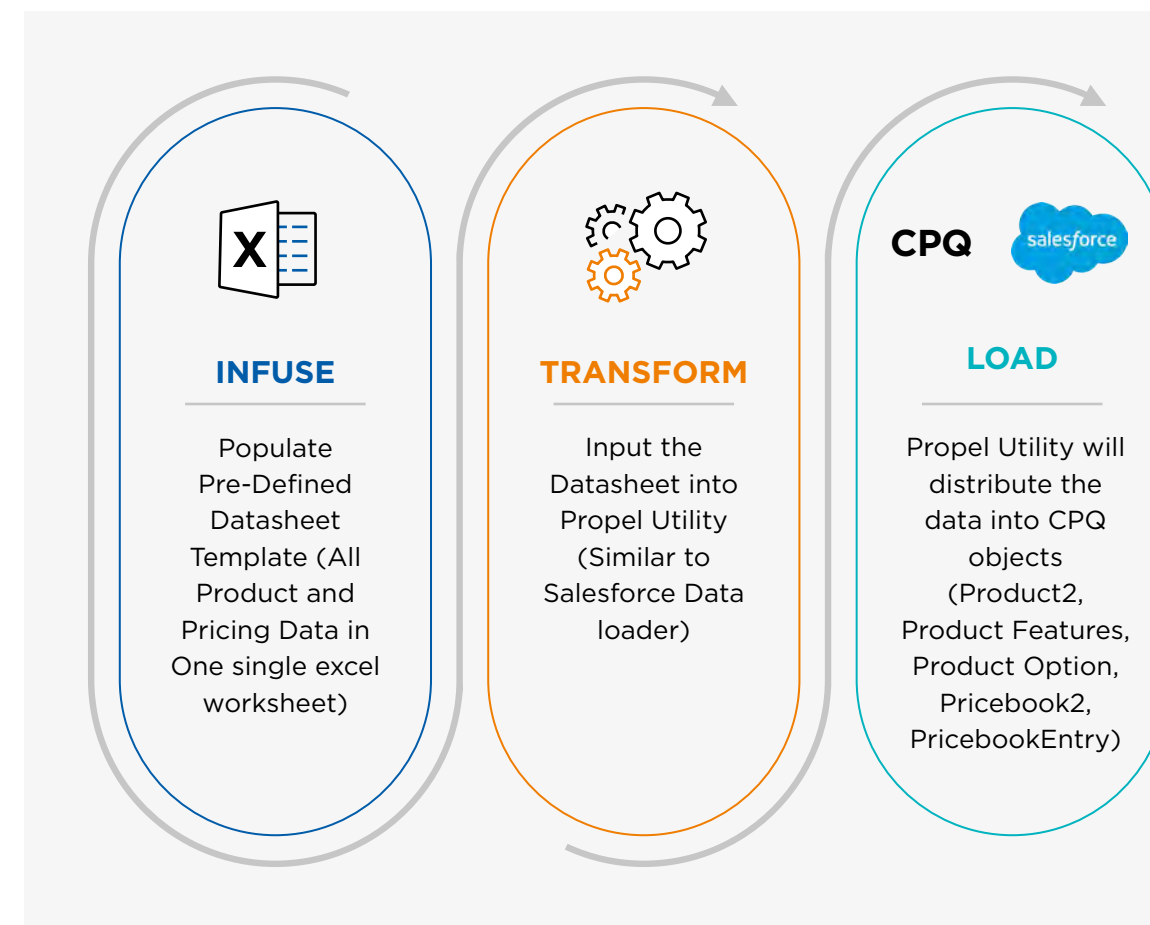 X
INFUSE
Populate
Pre-Defined
Datasheet
Template (All
Product and
Pricing Data in
One single excel
worksheet)
TRANSFORM
Input the
Datasheet into
Propel Utility
(Similar to
Salesforce Data
loader)
CPQ
salesforce
LOAD
Propel Utility will
distribute the
data into CPQ
objects
(Product2,
Product Features,
Product Option,
Pricebook2,
PricebookEntry)